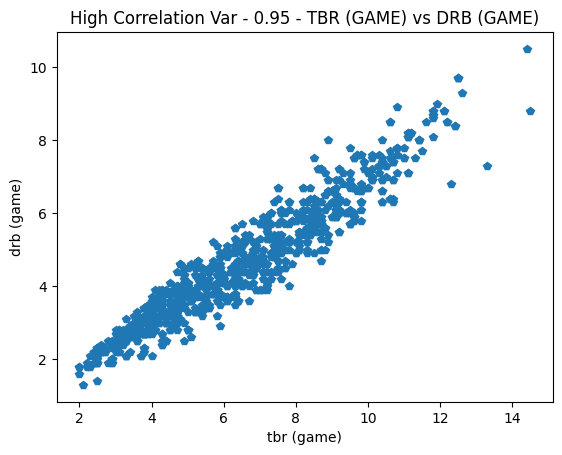 High Correlation Var - 0.95 - TBR (GAME) vs DRB (GAME)
10
8
6
4
2
drb (game)
2 4 6 8 10 12 14
tbr (game)